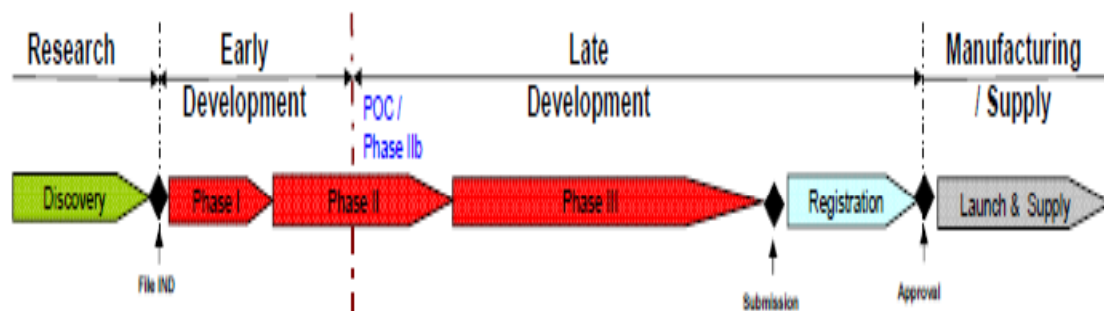 Research
Early
Development
Late
Development
Manufacturing
/ Supply
POC /
Phase IIb
Discovery
Phase I
Phase II
Phase III
Registration
Launch & Supply
File IND
Submission
Approval